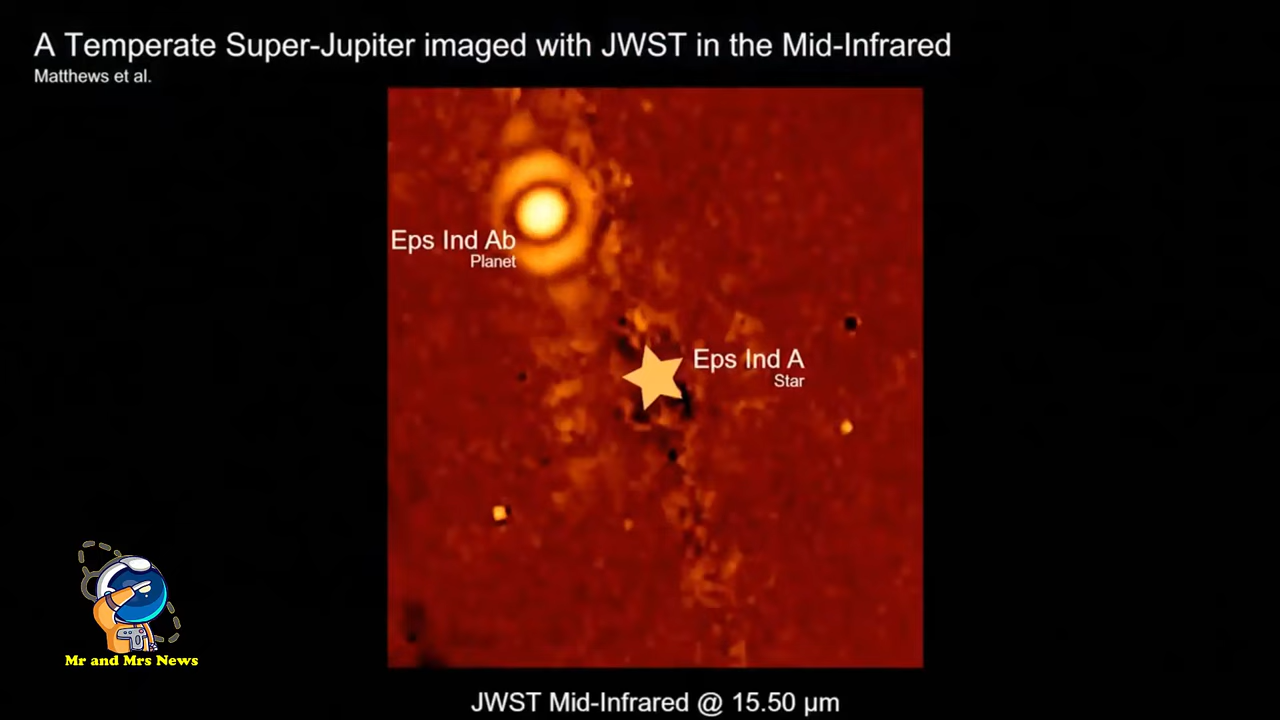 A Temperate Super-Jupiter imaged with JWST in the Mid-Infrared
Matthews et al.
Eps Ind Ab
Planet
Eps Ind A
Star
Mr and Mrs News
JWST Mid-Infrared @ 15.50 µm